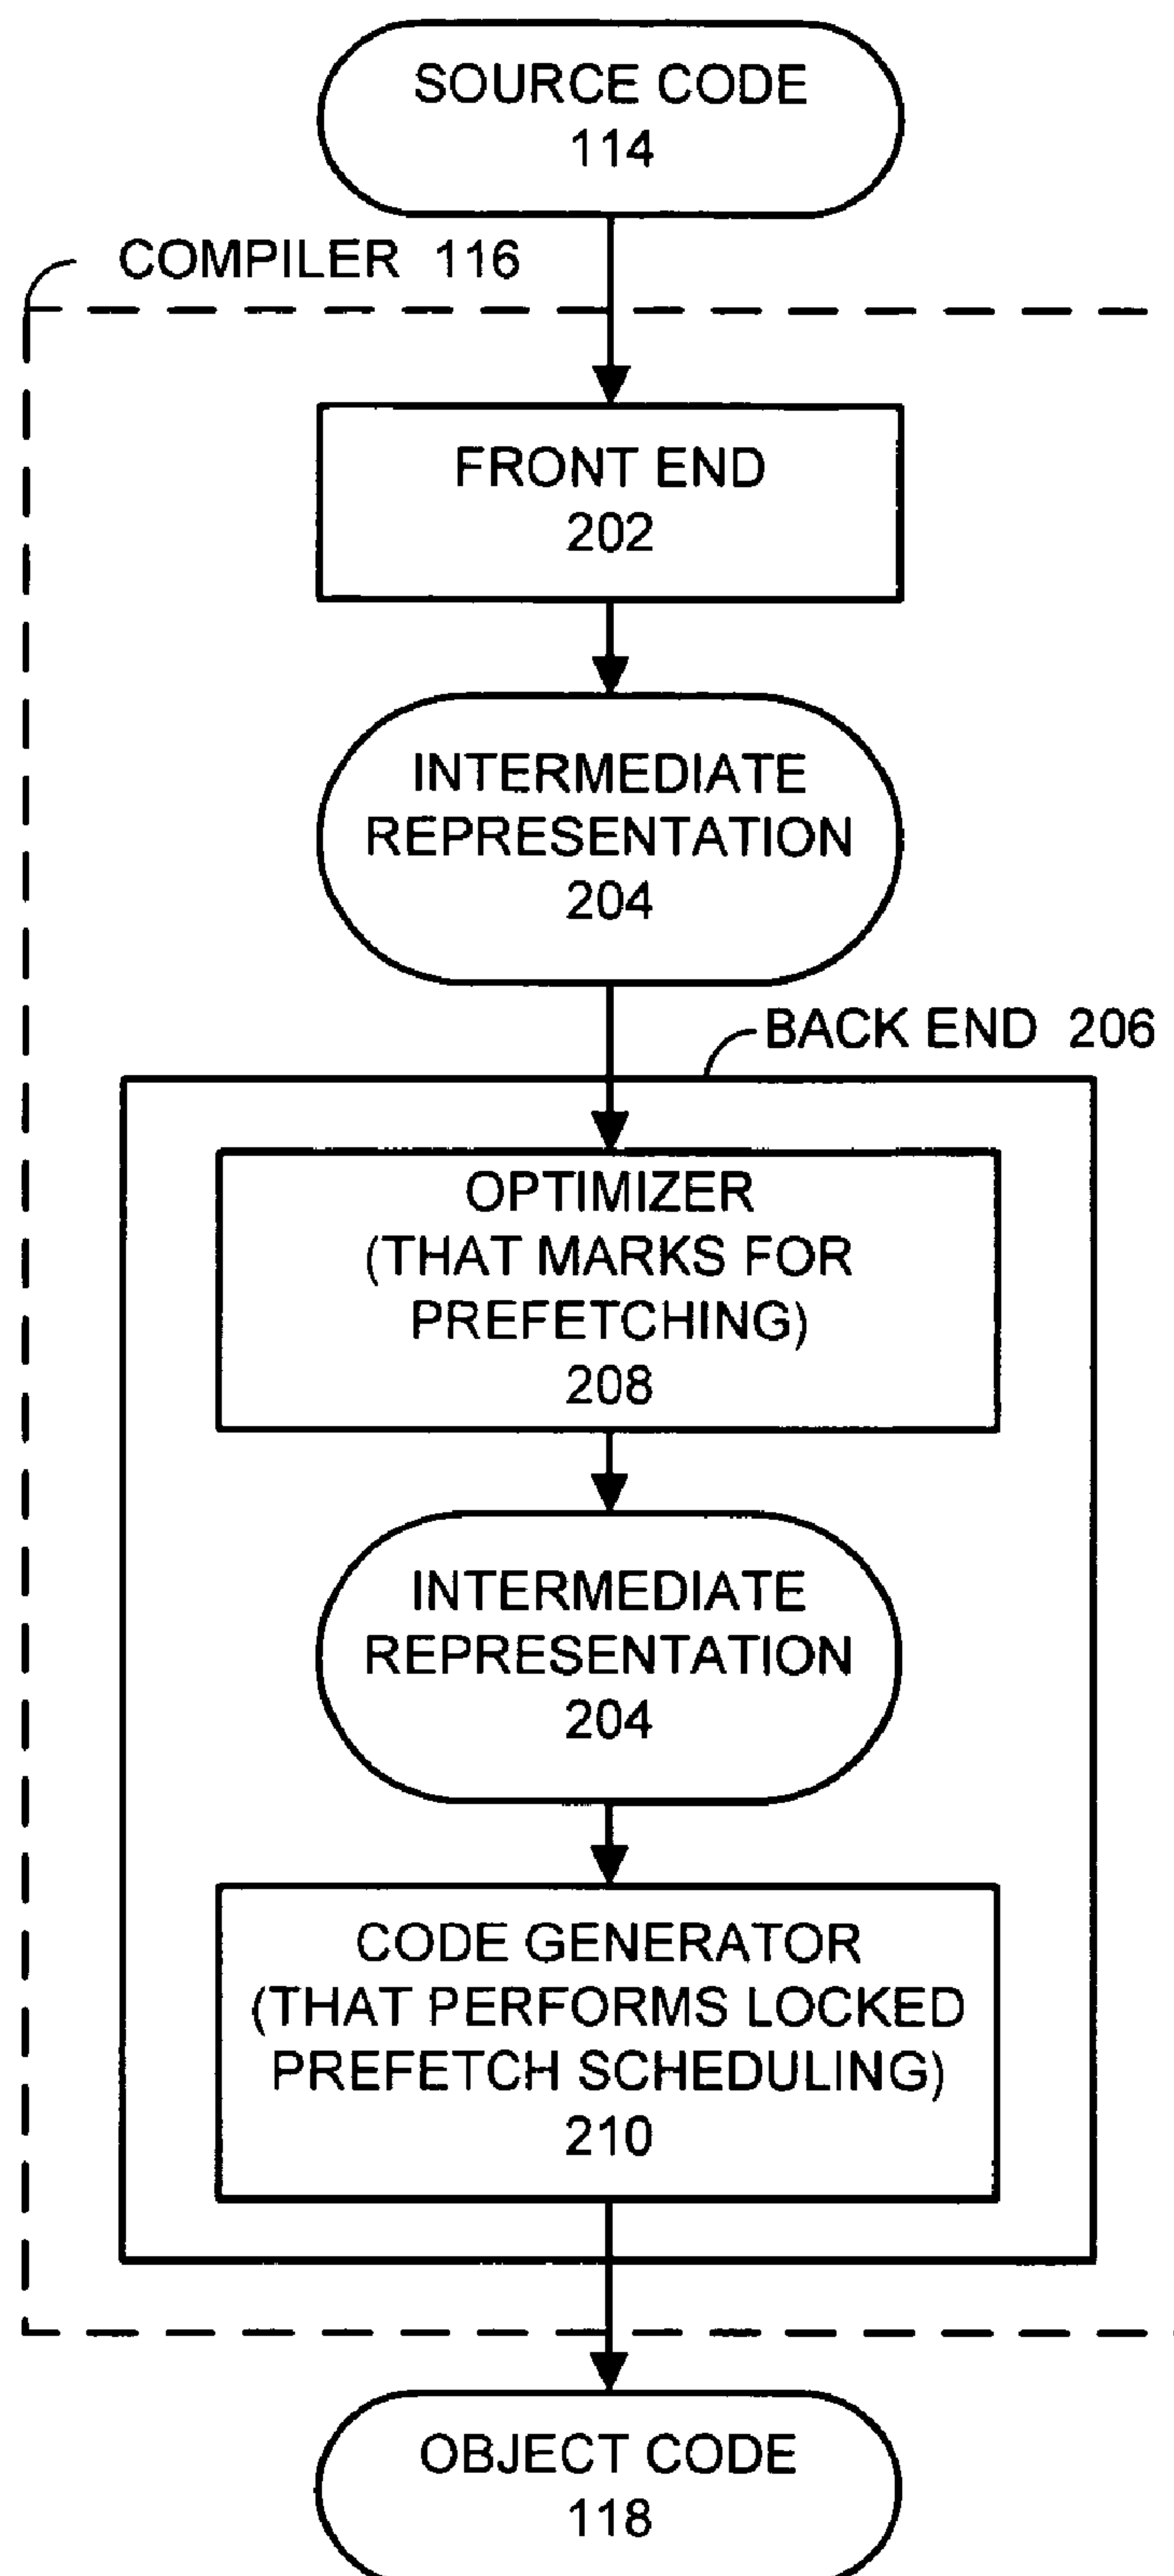 SOURCE CODE
114
COMPILER 116
FRONT END
202
INTERMEDIATE
REPRESENTATION
204
BACK END 206
OPTIMIZER
(THAT MARKS FOR
PREFETCHING)
208
INTERMEDIATE
REPRESENTATION
204
CODE GENERATOR
(THAT PERFORMS LOCKED
PREFETCH SCHEDULING)
210
OBJECT CODE
118